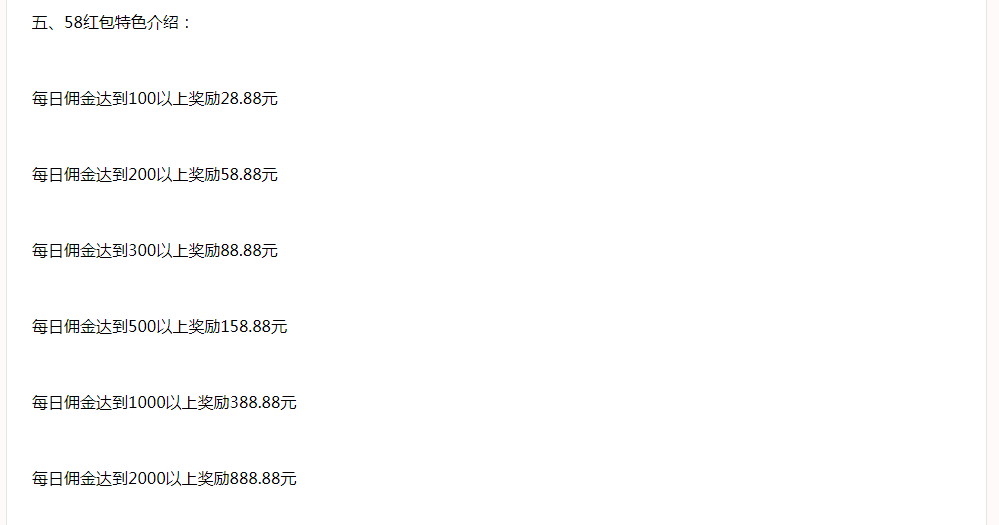 五、58红包特色介绍：
每日佣金达到100以上奖励28.88元
每日佣金达到200以上奖励58.88元
每日佣金达到300以上奖励88.88元
每日佣金达到500以上奖励158.88元
每日佣金达到1000以上奖励388.88元
每日佣金达到2000以上奖励888.88元